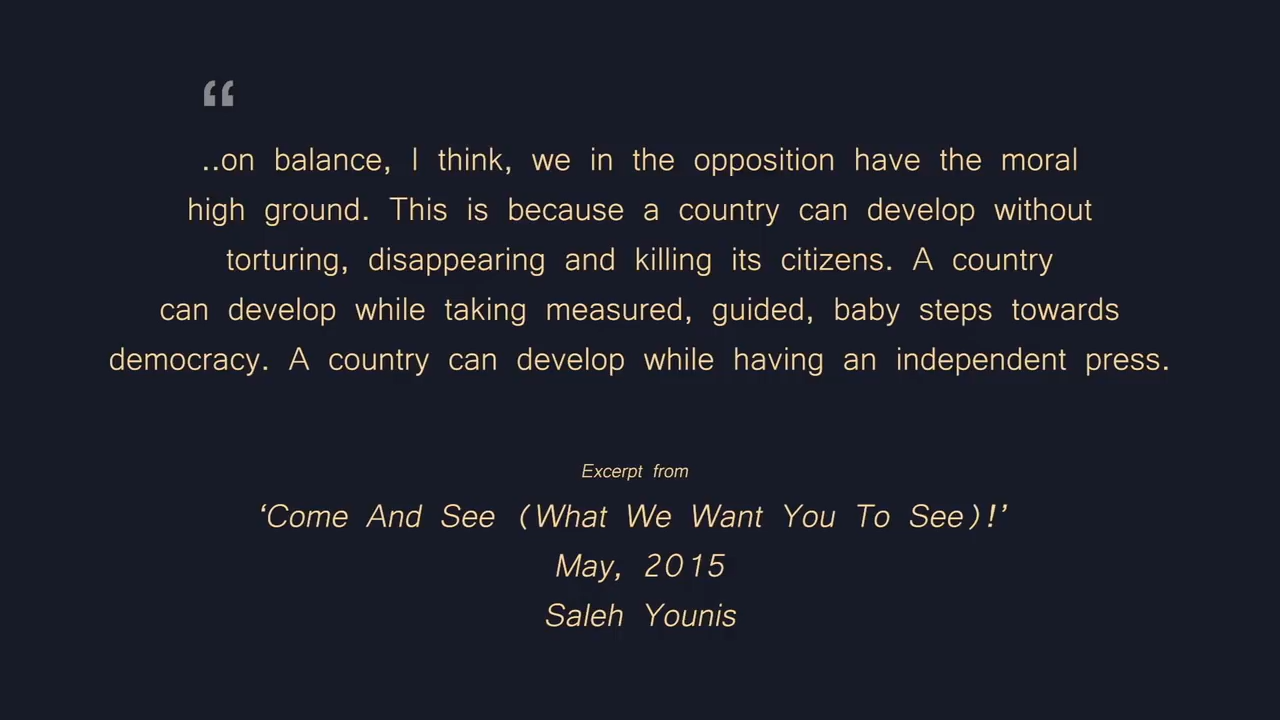 “
..on balance, I think, we in the opposition have the moral
high ground. This is because a country can develop without
torturing, disappearing and killing its citizens. A country
can develop while taking measured, guided, baby steps towards
democracy. A country can develop while having an independent press.
Excerpt from
‘Come And See (What We Want You To See)!’
May, 2015
Saleh Younis